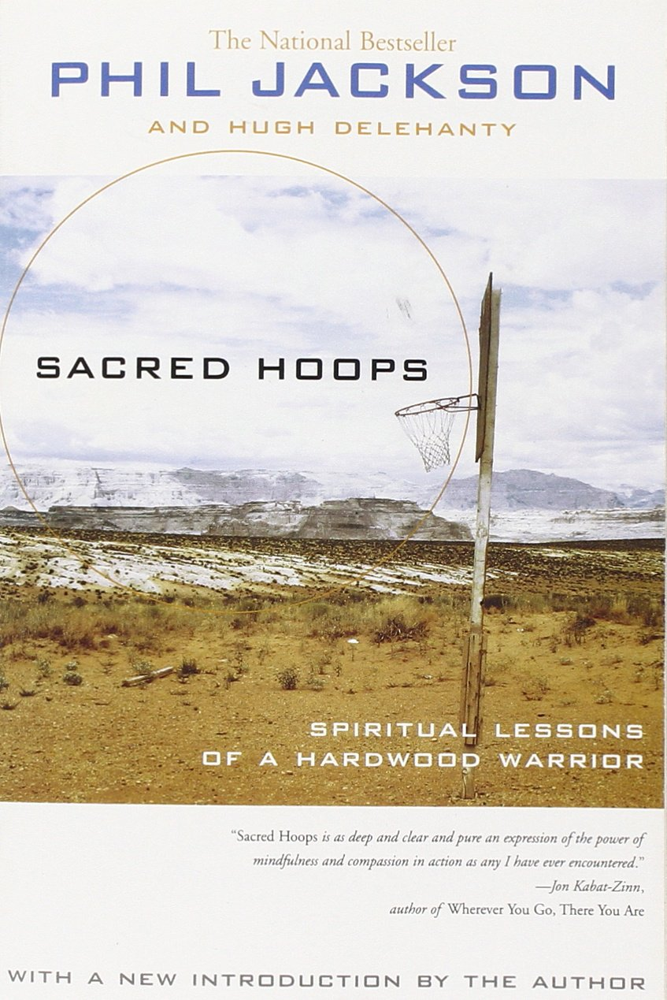 The National Bestseller
PHIL JACKSON
AND HUGH DELEHANTY
SACRED HOOPS
SPIRITUAL LESSONS
OF A HARDWOOD WARRIOR
“Sacred Hoops is as deep and clear and pure an expression of the power of
mindfulness and compassion in action as any I have ever encountered.”
—Jon Kabat-Zinn,
author of Wherever You Go, There You Are
WITH A NEW INTRODUCTION BY THE AUTHOR